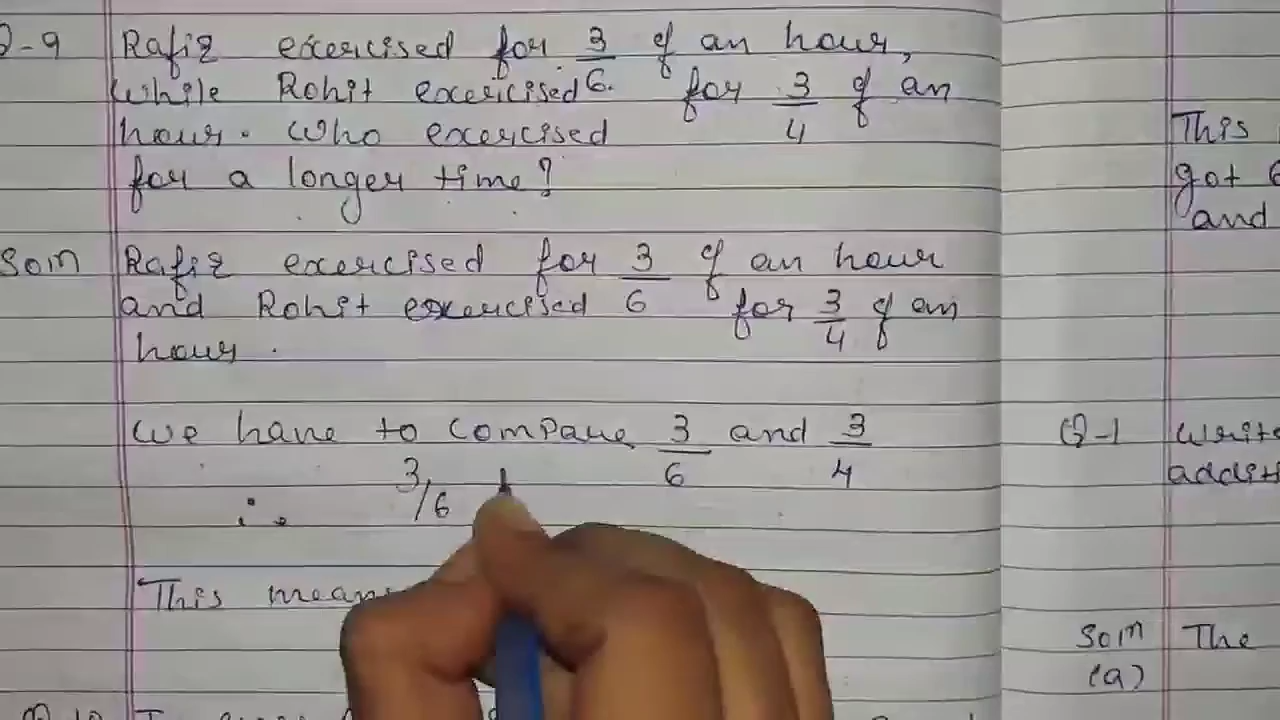 Q-9 Rafiz exercised for 3/6 of an hour,
while Rohit exercised for 3/4 of an
hour. Who exercised
for a longer time?
Soln Rafiz exercised for 3/6 of an hour
and Rohit exercised for 3/4 of an
hour.
We have to compare 3/6 and 3/4
∴ 3/6
This means
This
got 6
and
Q-1 Write
addit
Soln The
(a)